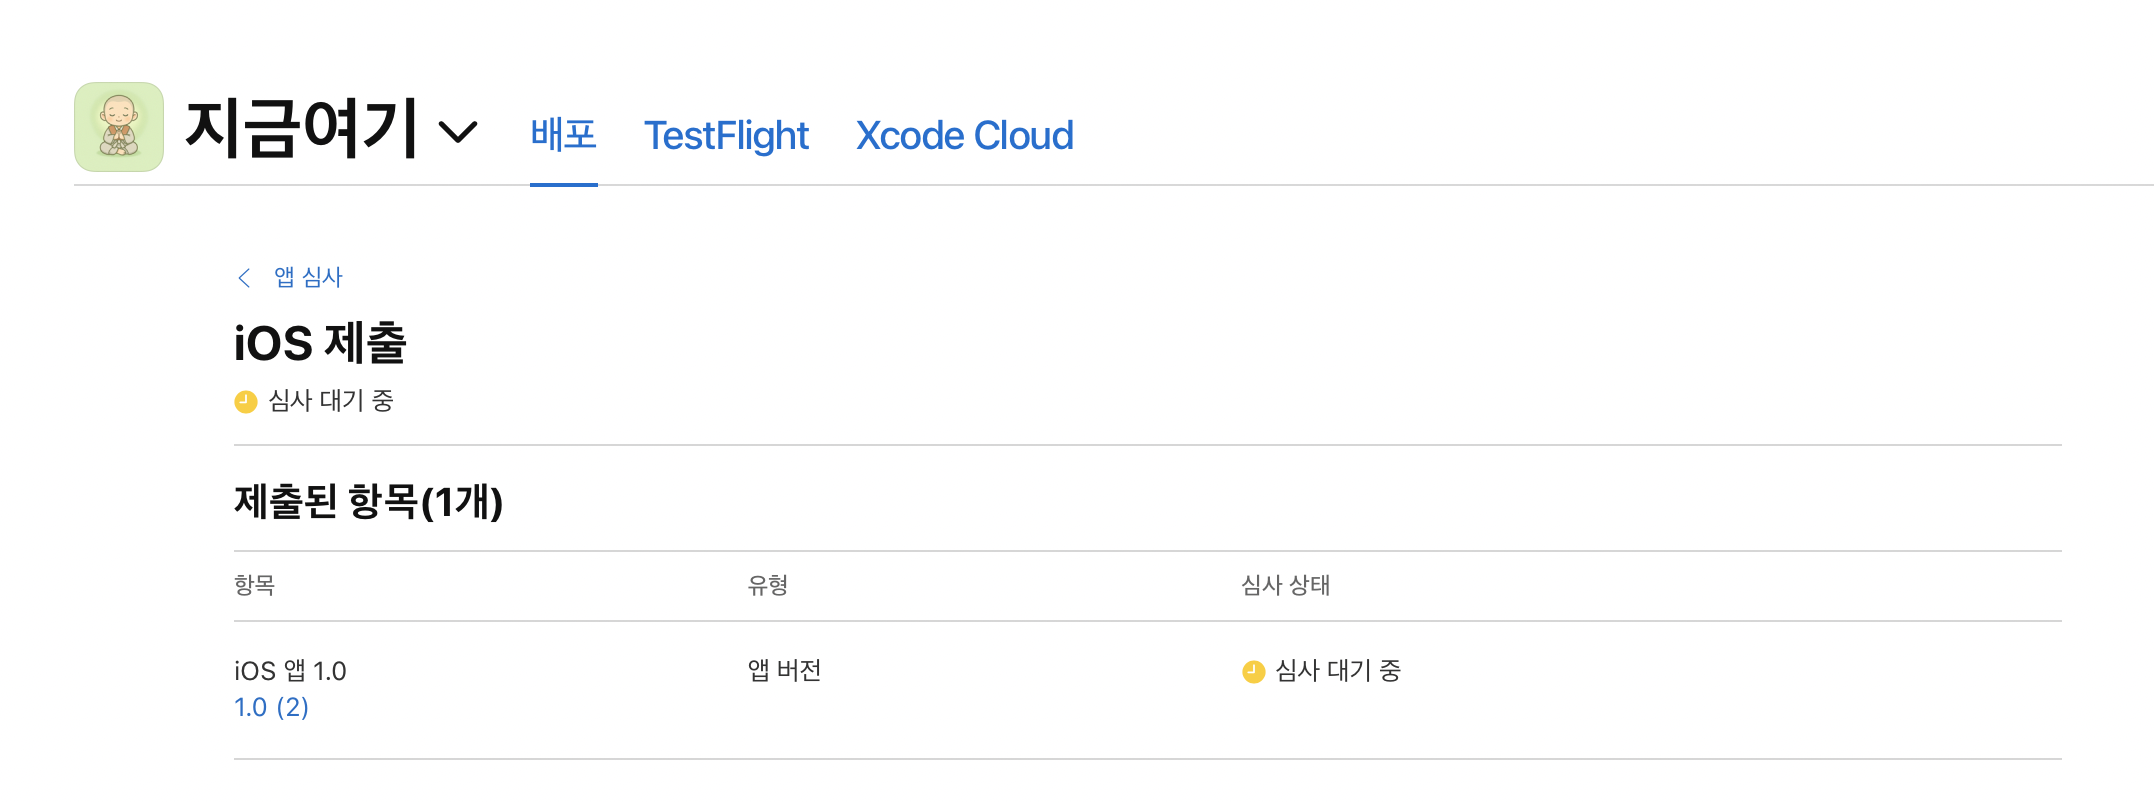 지금여기 배포 TestFlight Xcode Cloud
앱 심사
iOS 제출
심사 대기 중
제출된 항목(1개)
항목 유형 심사 상태
iOS 앱 1.0 앱 버전 심사 대기 중
1.0 (2)